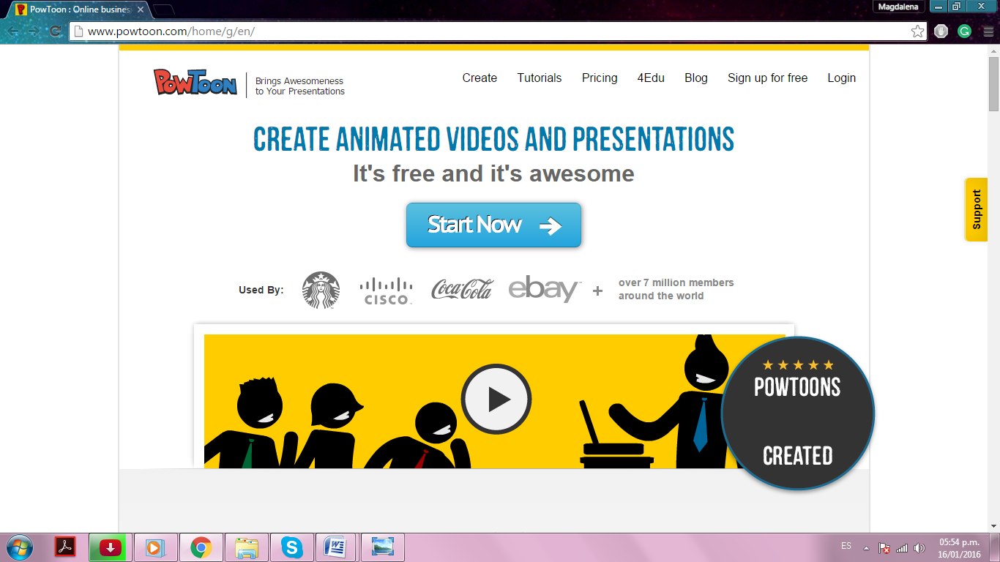 PowToon : Online busines
Magdalena
www.powtoon.com/home/g/en/
POWTOON
Brings Awesomeness
to Your Presentations
Create
Tutorials
Pricing
4Edu
Blog
Sign up for free
Login
CREATE ANIMATED VIDEOS AND PRESENTATIONS
It's free and it's awesome
Start Now
Support
Used By:
CISCO
Coca-Cola
ebay
+
over 7 million members
around the world
POWTOONS
CREATED
ES
05:54 p.m.
16/01/2016